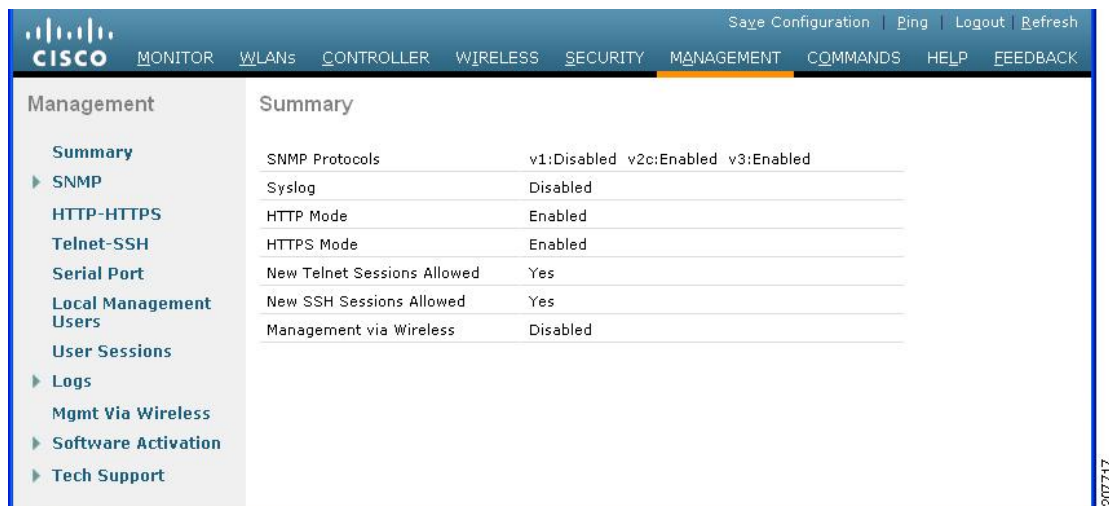 Save Configuration | Ping | Logout | Refresh
CISCO MONITOR WLANs CONTROLLER WIRELESS SECURITY MANAGEMENT COMMANDS HELP FEEDBACK
Management
Summary
SNMP
HTTP-HTTPS
Telnet-SSH
Serial Port
Local Management
Users
User Sessions
Logs
Mgmt Via Wireless
Software Activation
Tech Support
Summary
SNMP Protocols v1:Disabled v2c:Enabled v3:Enabled
Syslog Disabled
HTTP Mode Enabled
HTTPS Mode Enabled
New Telnet Sessions Allowed Yes
New SSH Sessions Allowed Yes
Management via Wireless Disabled
207717